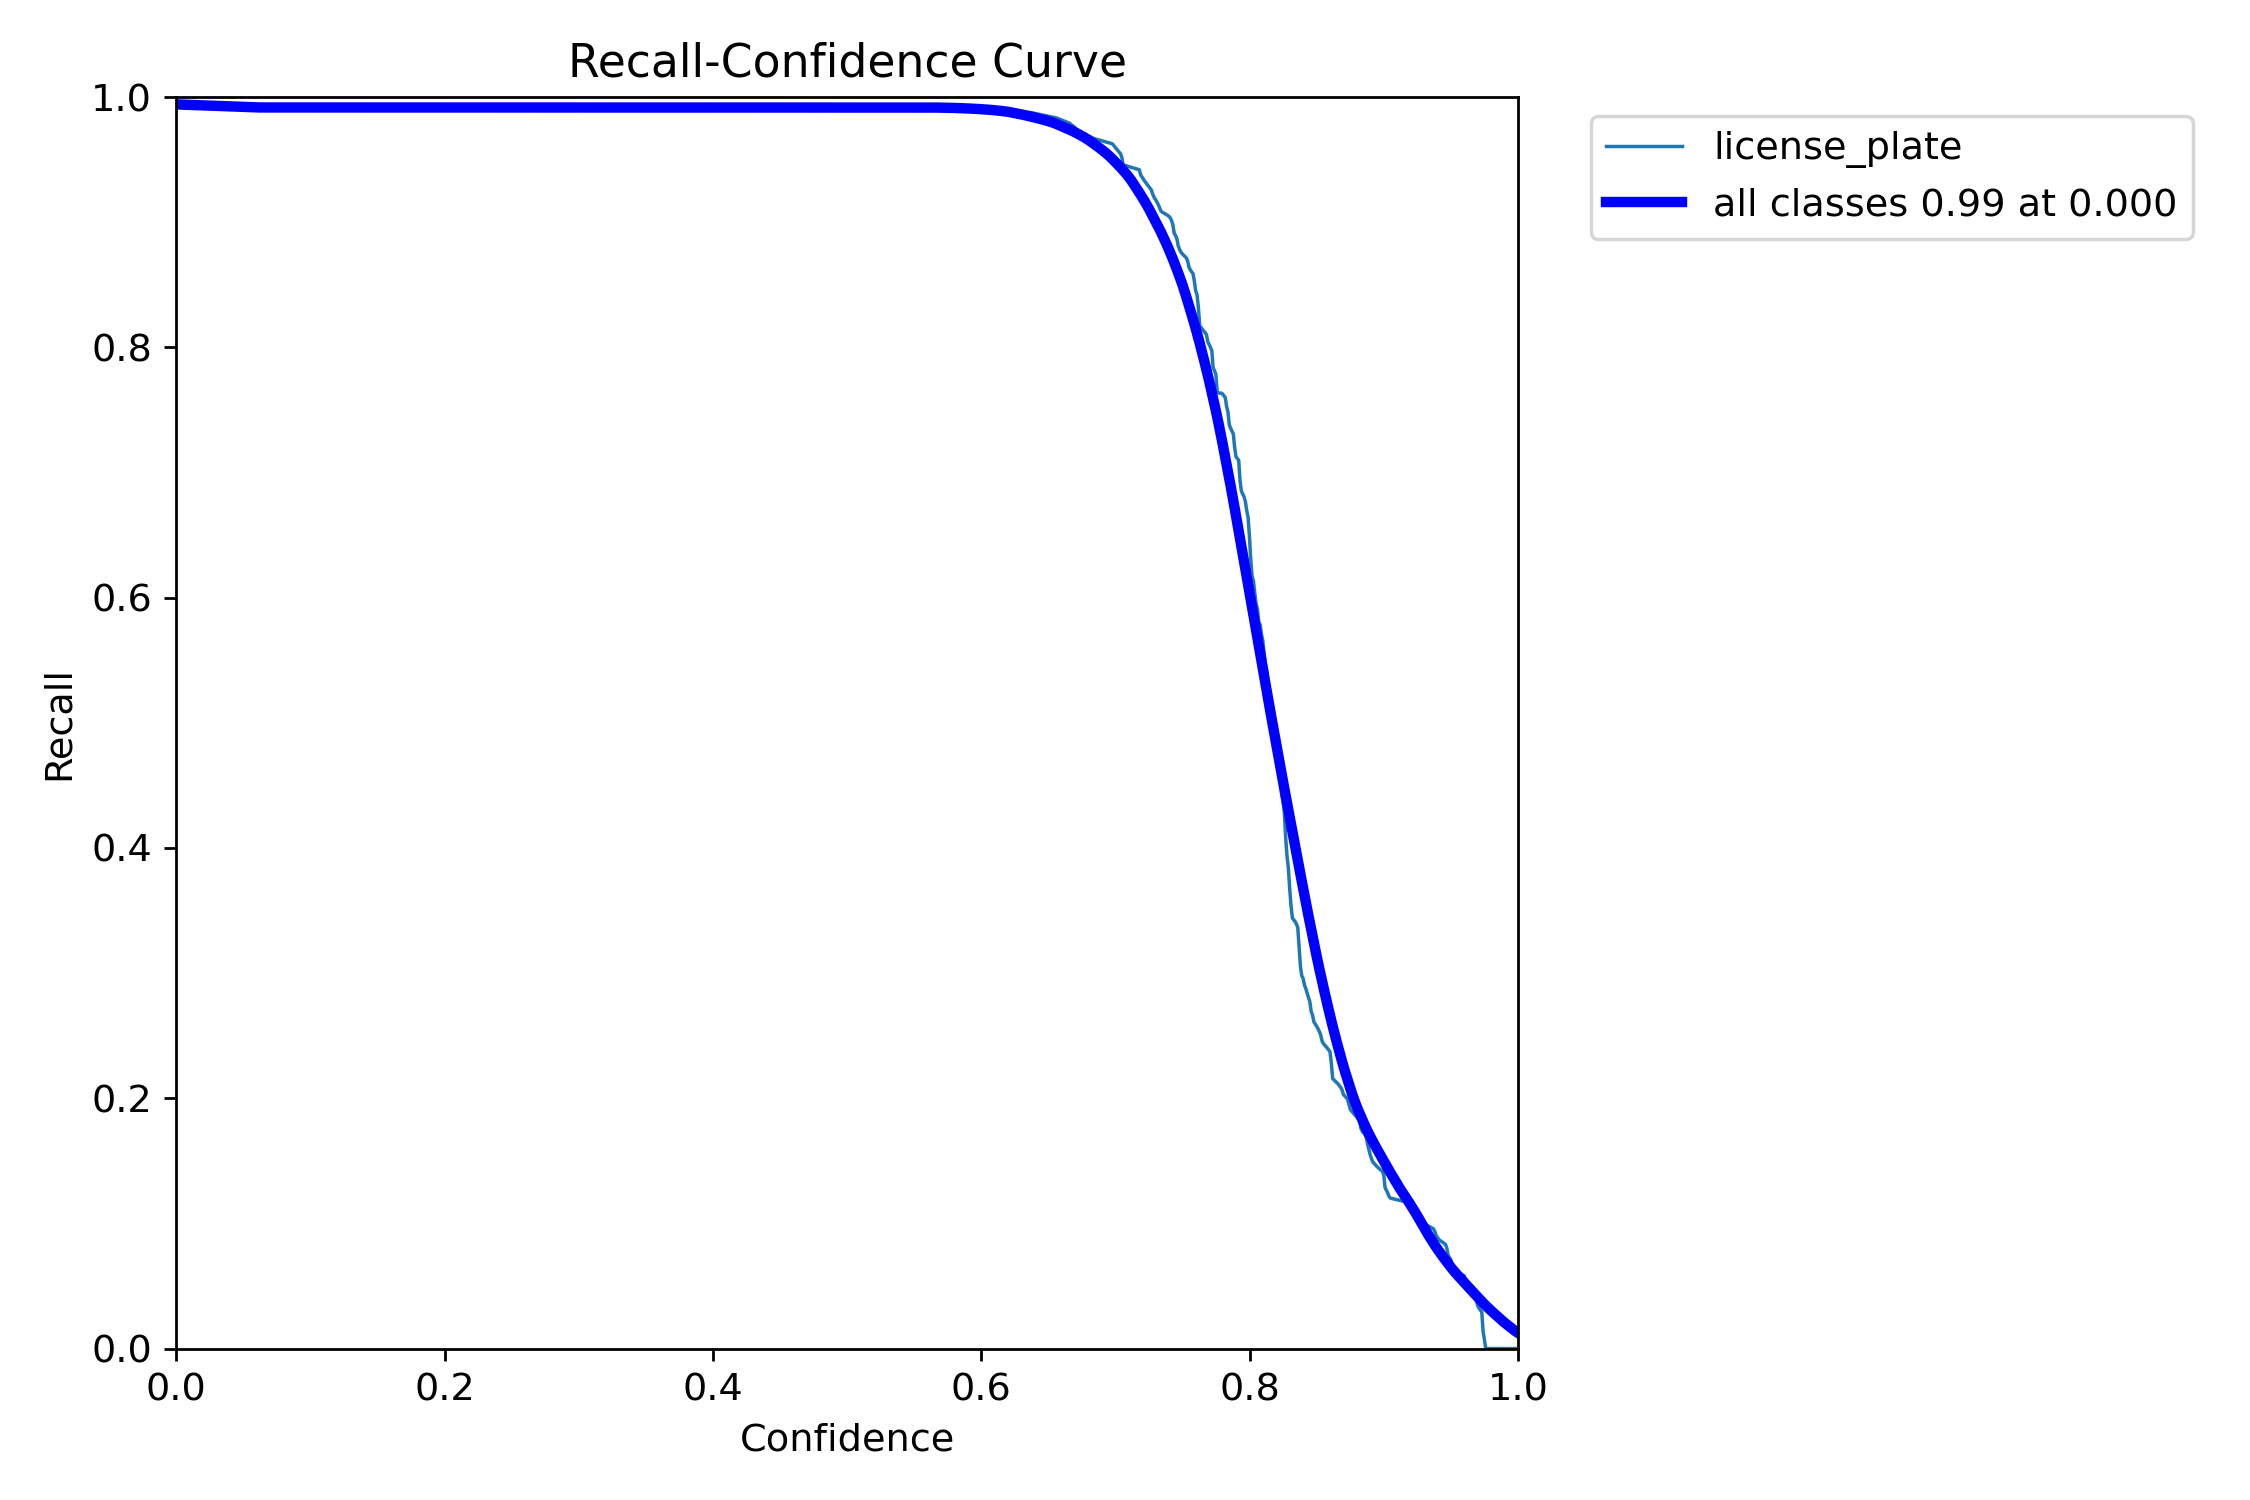 Recall-Confidence Curve
1.0
0.8
0.6
0.4
0.2
0.0
Recall
0.0 0.2 0.4 0.6 0.8 1.0
Confidence
license_plate
all classes 0.99 at 0.000